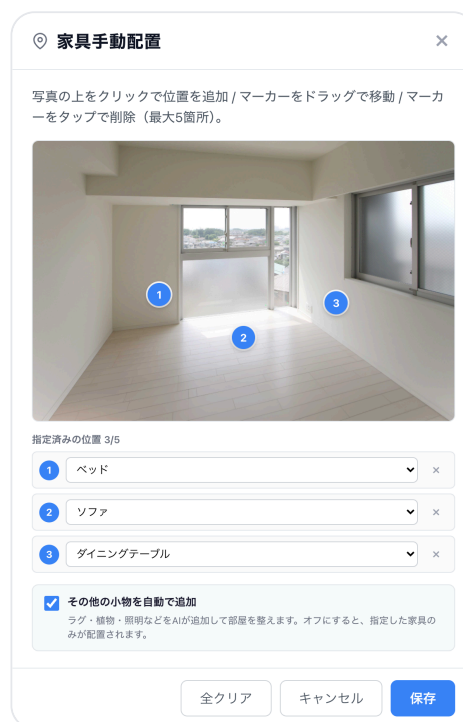 家具手動配置
×
写真の上をクリックで位置を追加 / マーカーをドラッグで移動 / マーカ
ーをタップで削除（最大5箇所）。
1
3
2
指定済みの位置 3/5
1 ベッド ×
2 ソファ ×
3 ダイニングテーブル ×
その他の小物を自動で追加
ラグ・植物・照明などをAIが追加して部屋を整えます。オフにすると、指定した家具の
みが配置されます。
全クリア キャンセル 保存